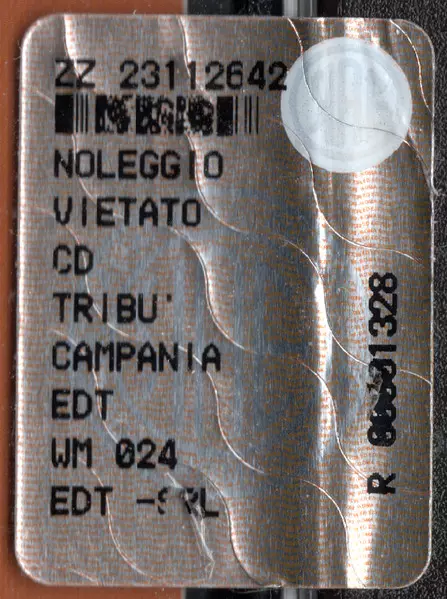 ZZ 23112642
NOLEGGIO
VIETATO
CD
TRIBU'
CAMPANIA
EDT
WM 024
EDT -SRL
R